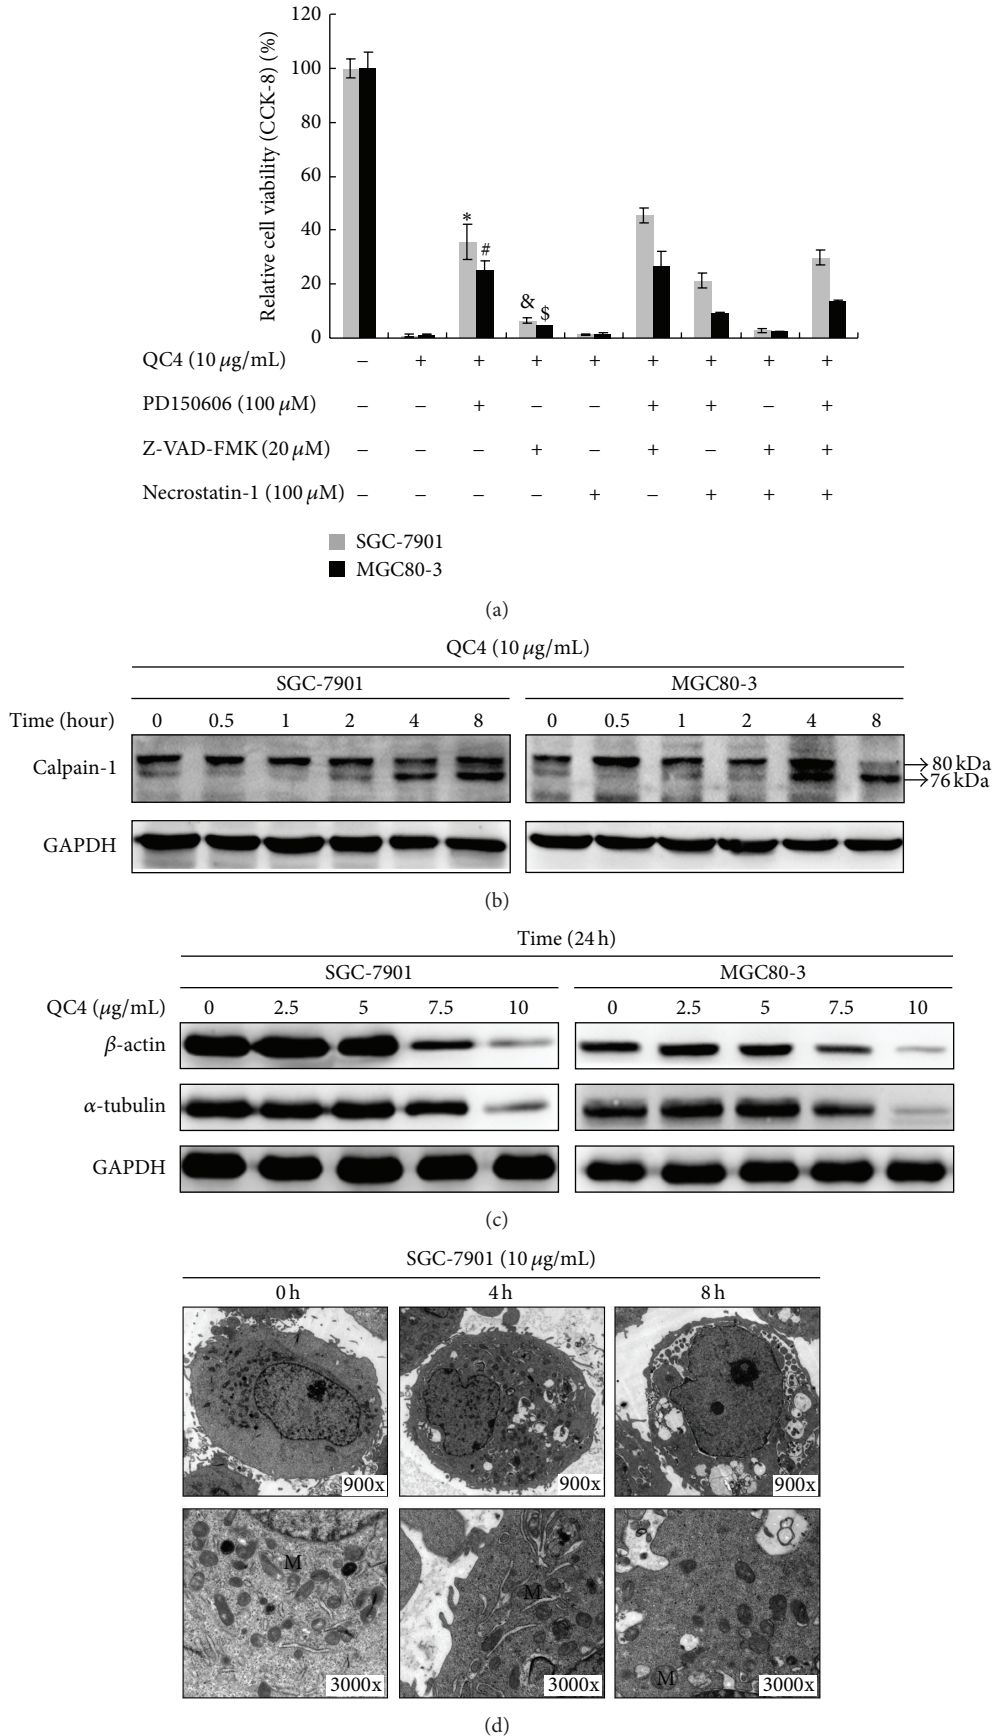 120
100
80
60
40
20
0
Relative cell viability (CCK-8) (%)
* # & $
QC4 (10 μg/mL) − + + + + + + + +
PD150606 (100 μM) − − + − − + + − +
Z-VAD-FMK (20 μM) − − − + − + − + +
Necrostatin-1 (100 μM) − − − − + − + + +
SGC-7901
MGC80-3
(a)
QC4 (10 μg/mL)
SGC-7901 MGC80-3
Time (hour) 0 0.5 1 2 4 8 0 0.5 1 2 4 8
Calpain-1 80 kDa
76 kDa
GAPDH
(b)
Time (24 h)
SGC-7901 MGC80-3
QC4 (μg/mL) 0 2.5 5 7.5 10 0 2.5 5 7.5 10
β-actin
α-tubulin
GAPDH
(c)
SGC-7901 (10 μg/mL)
0 h 4 h 8 h
900x 900x 900x
M M M
3000x 3000x 3000x
(d)